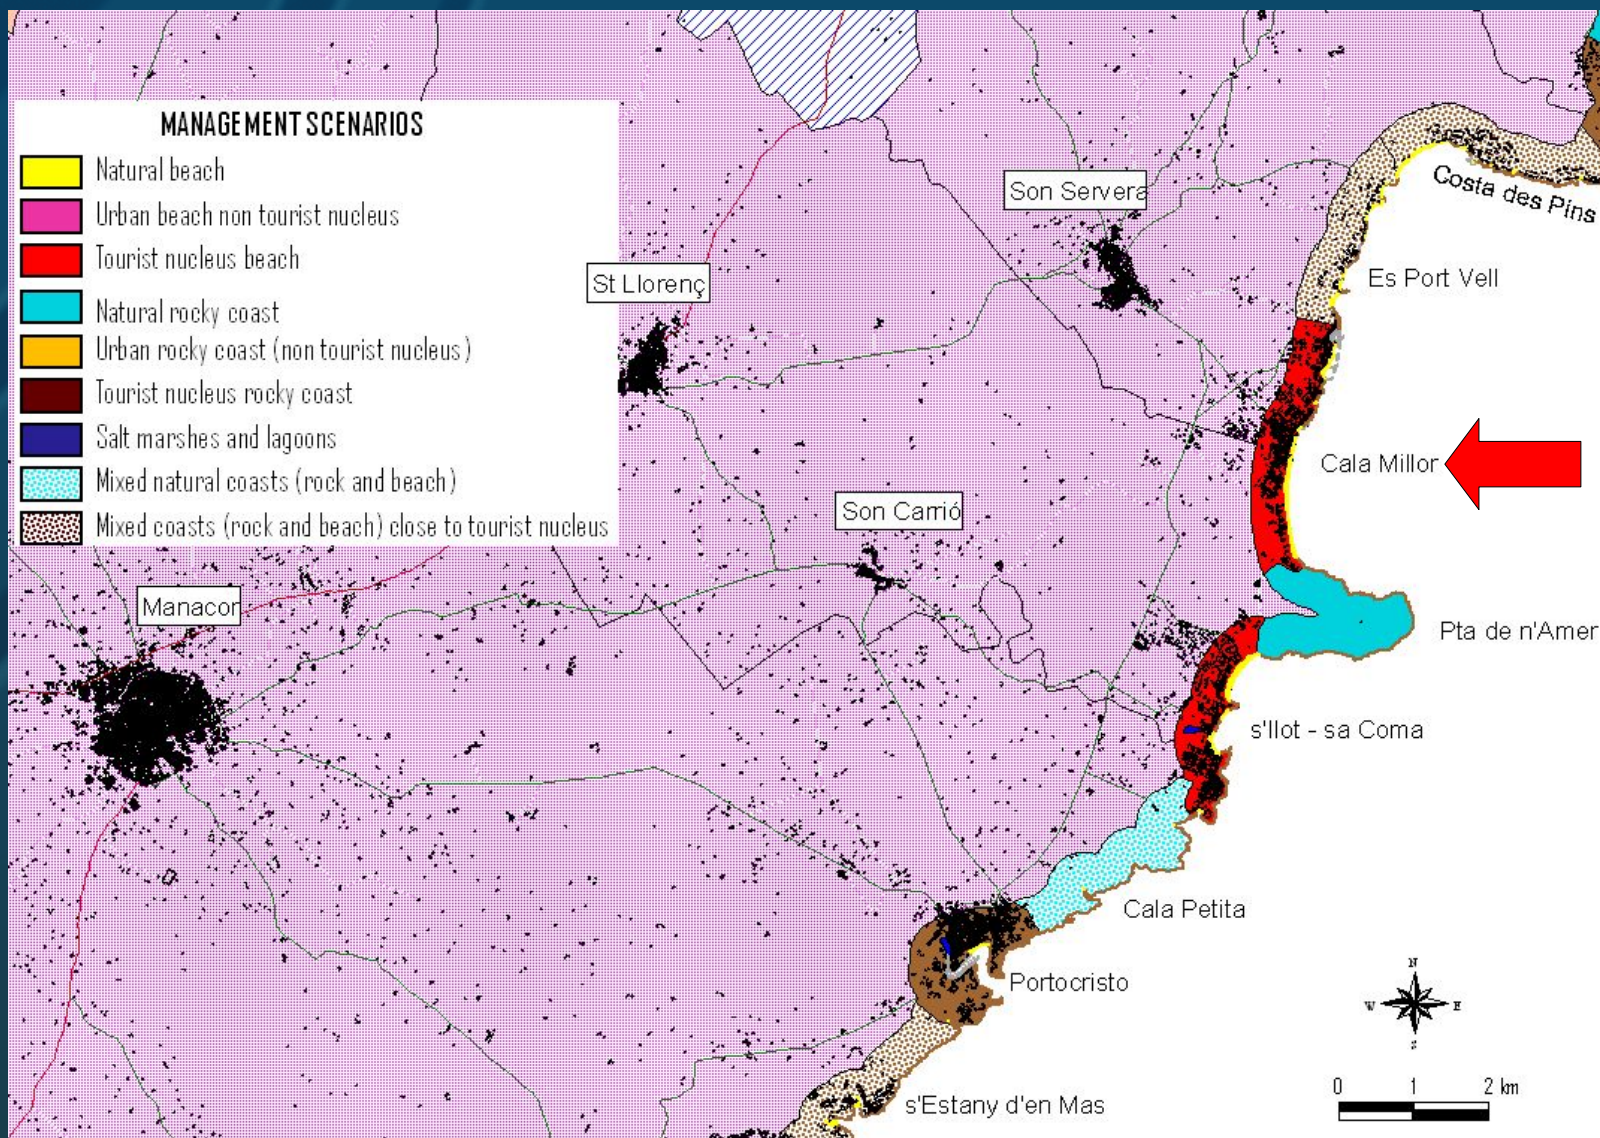 MANAGEMENT SCENARIOS
Natural beach
Urban beach non tourist nucleus
Tourist nucleus beach
Natural rocky coast
Urban rocky coast (non tourist nucleus)
Tourist nucleus rocky coast
Salt marshes and lagoons
Mixed natural coasts (rock and beach)
Mixed coasts (rock and beach) close to tourist nucleus
Son Servera
Costa des Pins
St Llorenç
Es Port Vell
Cala Millor
Son Carrió
Manacor
Pta de n'Amer
s'Illot - sa Coma
Cala Petita
Portocristo
s'Estany d'en Mas
N
W E
S
0 1 2 km